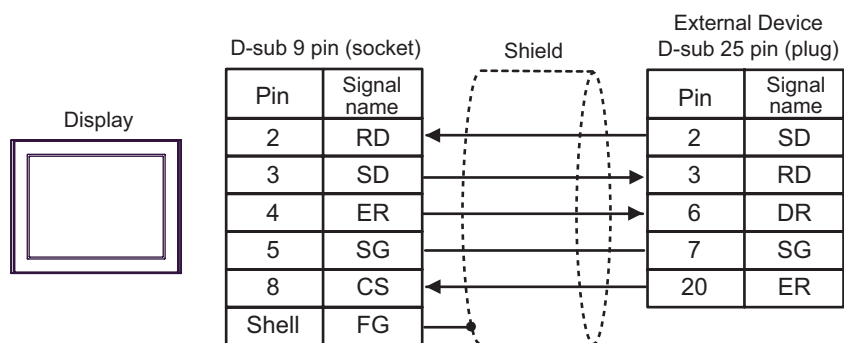 External Device
D-sub 9 pin (socket) Shield D-sub 25 pin (plug)
Pin Signal name Pin Signal name
Display
2 RD 2 SD
3 SD 3 RD
4 ER 6 DR
5 SG 7 SG
8 CS 20 ER
Shell FG